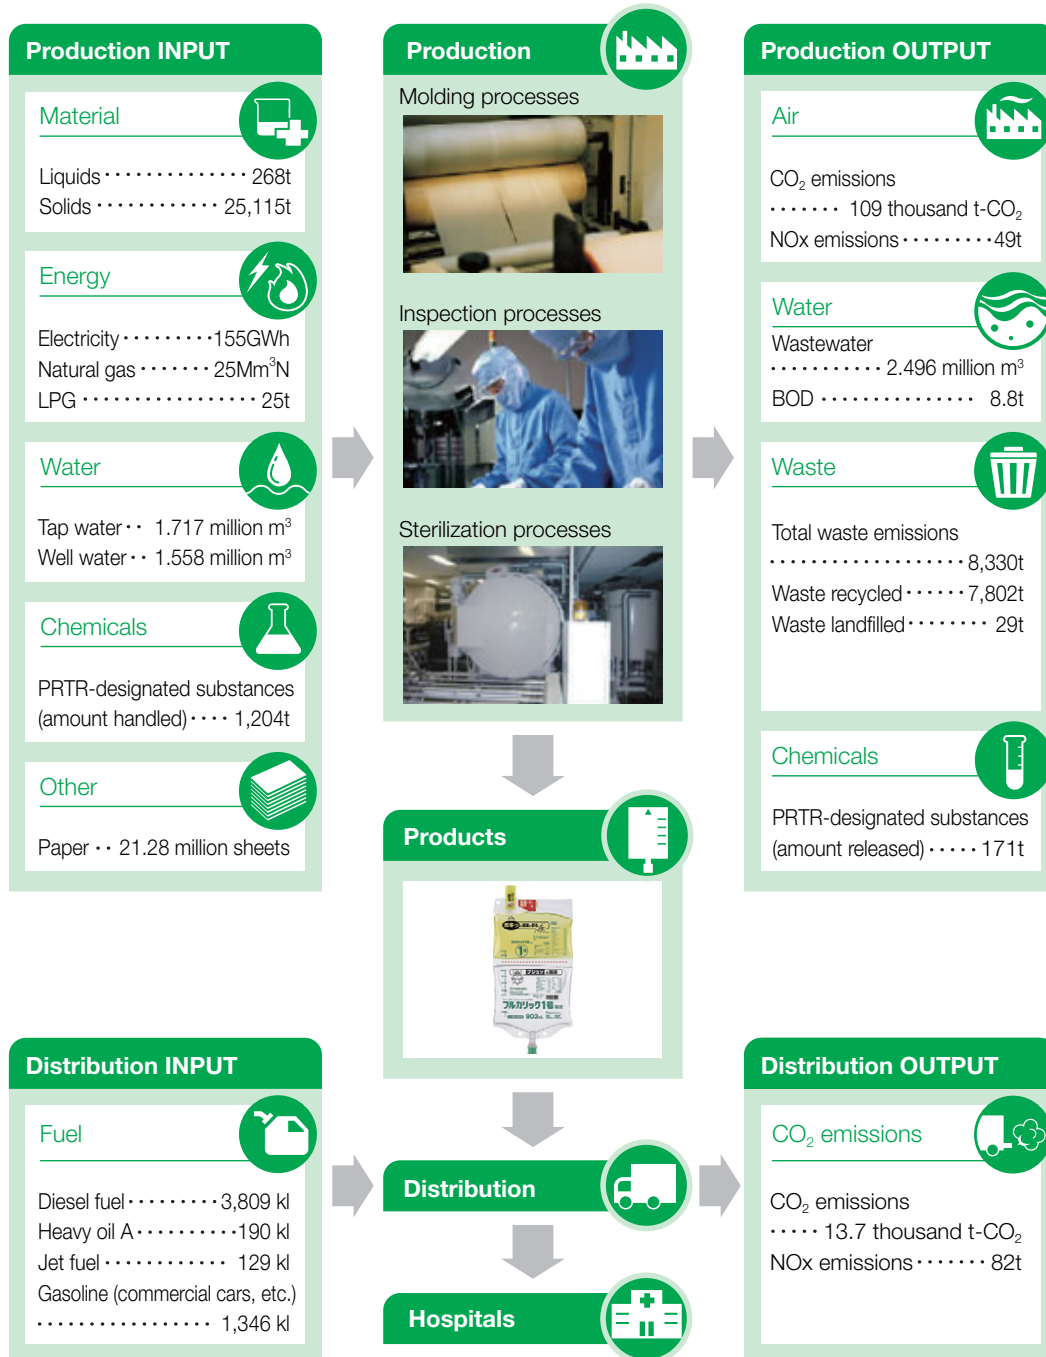 Production INPUT
Material
Liquids ・・・・・・・・・・・・・・ 268t
Solids ・・・・・・・・・・・・ 25,115t
Energy
Electricity ・・・・・・・・・ 155GWh
Natural gas ・・・・・・・ 25Mm³N
LPG ・・・・・・・・・・・・・・・・・ 25t
Water
Tap water ・・ 1.717 million m³
Well water ・・ 1.558 million m³
Chemicals
PRTR-designated substances
(amount handled) ・・・・ 1,204t
Other
Paper ・・ 21.28 million sheets
Production
Molding processes
Inspection processes
Sterilization processes
Products
フルカリック1号
903
Production OUTPUT
Air
CO₂ emissions
・・・・・・・ 109 thousand t-CO₂
NOx emissions ・・・・・・・・・ 49t
Water
Wastewater
・・・・・・・・・・・ 2.496 million m³
BOD ・・・・・・・・・・・・・・・ 8.8t
Waste
Total waste emissions
・・・・・・・・・・・・・・・・・・・ 8,330t
Waste recycled ・・・・・・ 7,802t
Waste landfilled ・・・・・・・・ 29t
Chemicals
PRTR-designated substances
(amount released) ・・・・・ 171t
Distribution INPUT
Fuel
Diesel fuel ・・・・・・・・・ 3,809 kl
Heavy oil A ・・・・・・・・・・ 190 kl
Jet fuel ・・・・・・・・・・・・ 129 kl
Gasoline (commercial cars, etc.)
・・・・・・・・・・・・・・・・・ 1,346 kl
Distribution
Hospitals
Distribution OUTPUT
CO₂ emissions
CO₂ emissions
・・・・・ 13.7 thousand t-CO₂
NOx emissions ・・・・・・・ 82t